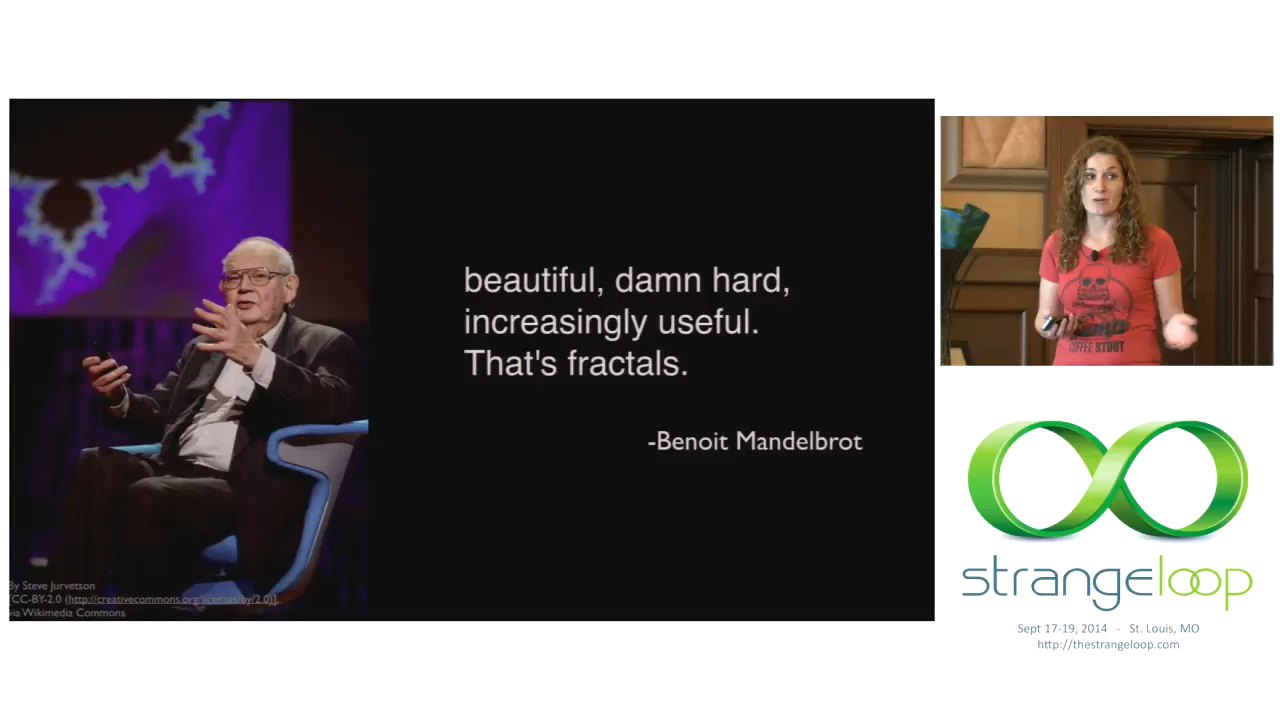 beautiful, damn hard,
increasingly useful.
That's fractals.
-Benoit Mandelbrot
By Steve Jurvetson
[CC-BY-2.0 (http://creativecommons.org/licenses/by/2.0)],
via Wikimedia Commons
COFFEE STOUT
strangeloop
Sept 17-19, 2014 - St. Louis, MO
http://thestrangeloop.com